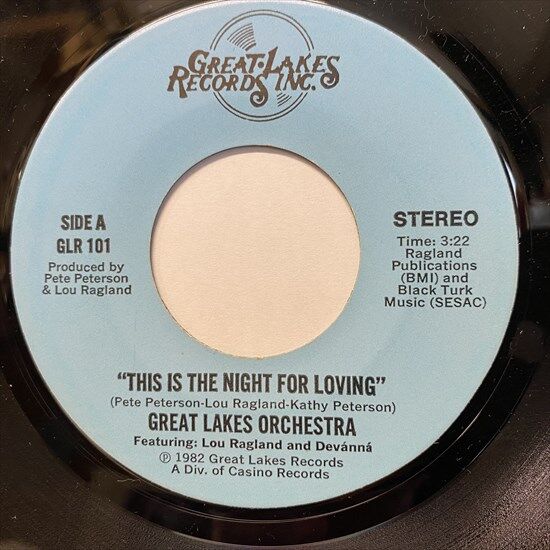 GREAT·LAKES
RECORDS INC.
SIDE A
GLR 101
Produced by
Pete Peterson
& Lou Ragland
STEREO
Time: 3:22
Ragland
Publications
(BMI) and
Black Turk
Music (SESAC)
"THIS IS THE NIGHT FOR LOVING"
(Pete Peterson-Lou Ragland-Kathy Peterson)
GREAT LAKES ORCHESTRA
Featuring: Lou Ragland and Devánná
℗ 1982 Great Lakes Records
A Div. of Casino Records